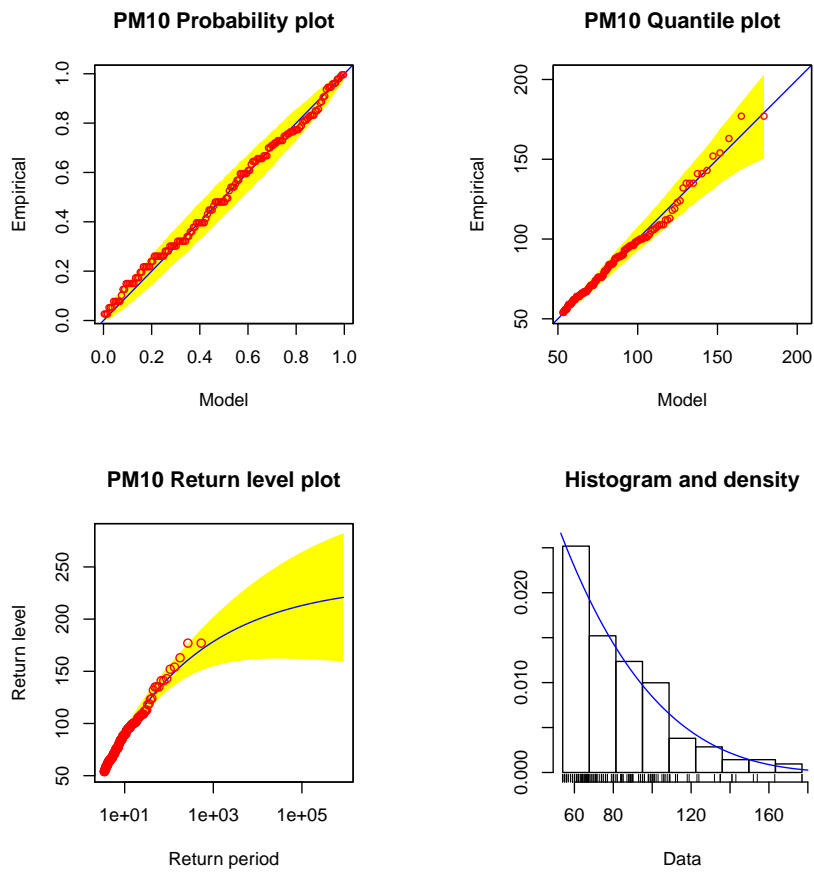 PM10 Probability plot
1.0
0.8
0.6
0.4
0.2
0.0
Empirical
0.0 0.2 0.4 0.6 0.8 1.0
Model
PM10 Quantile plot
200
150
100
50
Empirical
50 100 150 200
Model
PM10 Return level plot
250
200
150
100
50
Return level
1e+01 1e+03 1e+05
Return period
Histogram and density
0.020
0.010
0.000
60 80 120 160
Data